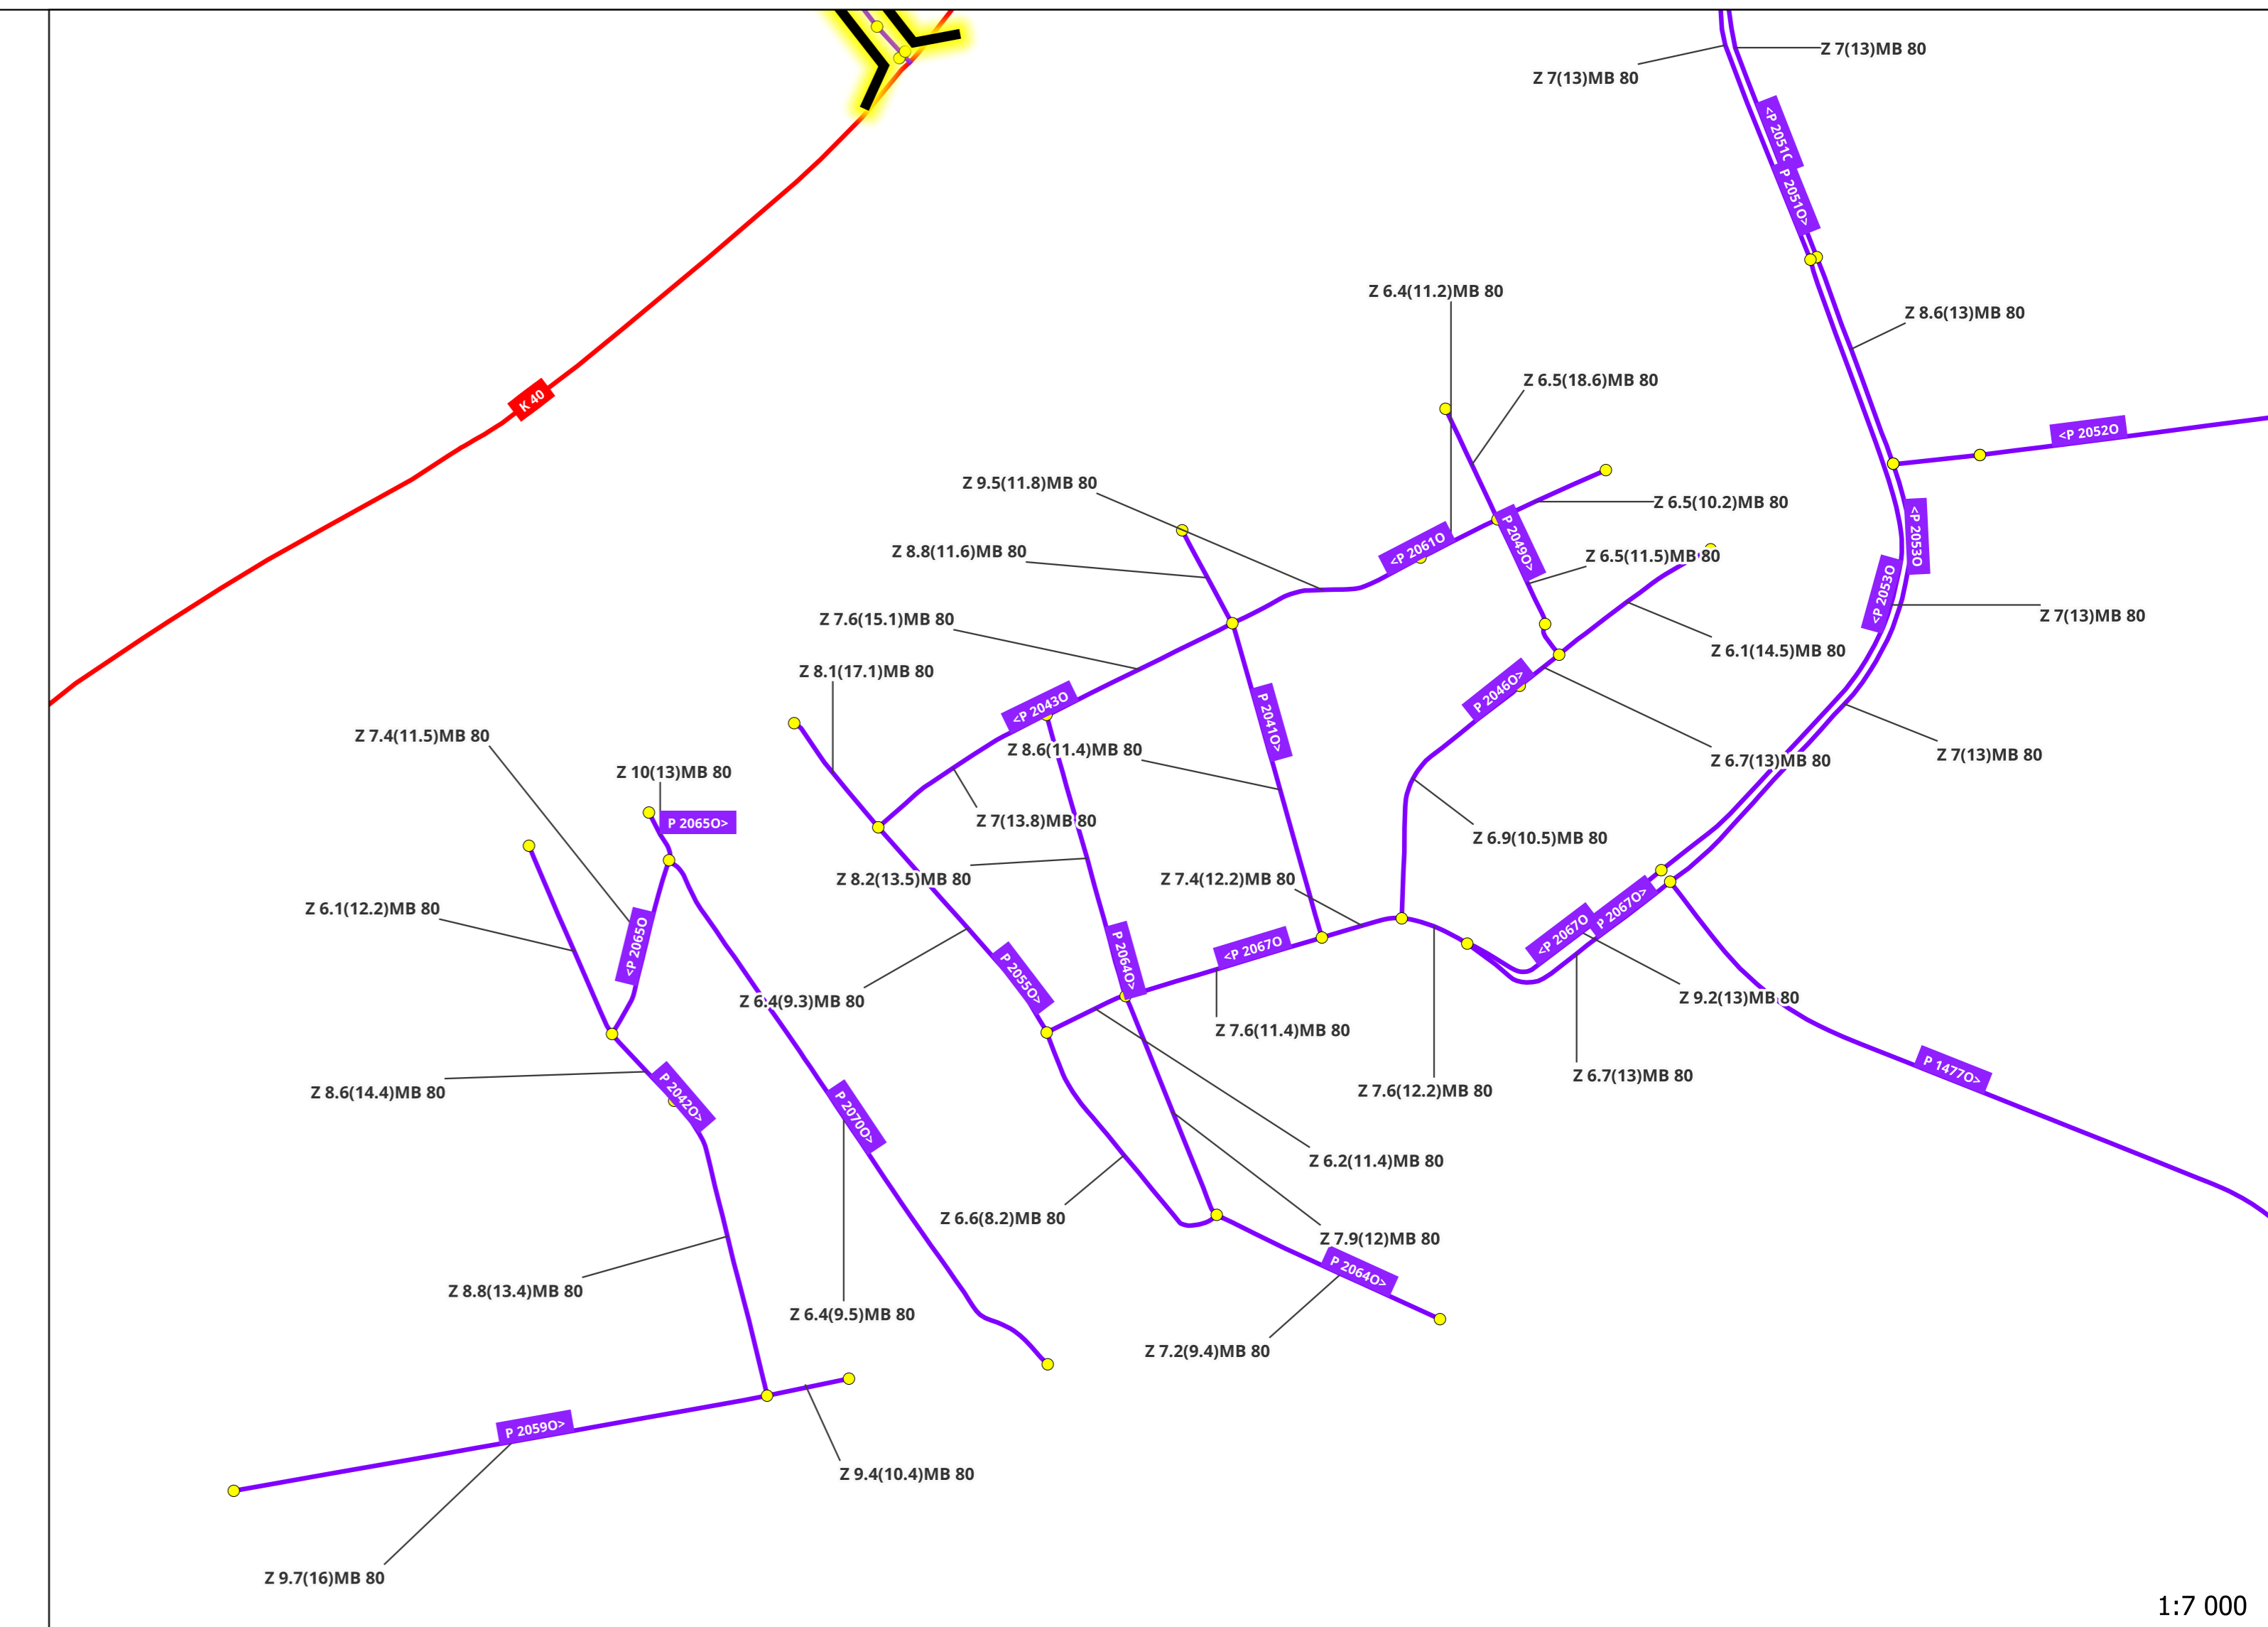 Z 7(13)MB 80
Z 7(13)MB 80
<P 2051O
P 2051O>
Z 6.4(11.2)MB 80
Z 8.6(13)MB 80
Z 6.5(18.6)MB 80
K 40
<P 2052O
Z 9.5(11.8)MB 80
Z 6.5(10.2)MB 80
<P 2053O
P 2049O>
<P 2061O
Z 8.8(11.6)MB 80
Z 6.5(11.5)MB 80
<P 2053O
Z 7(13)MB 80
Z 7.6(15.1)MB 80
Z 6.1(14.5)MB 80
Z 8.1(17.1)MB 80
P 2046O>
<P 2043O
P 2041O>
Z 7.4(11.5)MB 80
Z 8.6(11.4)MB 80
Z 7(13)MB 80
Z 6.7(13)MB 80
Z 10(13)MB 80
P 2065O>
Z 7(13.8)MB 80
Z 6.9(10.5)MB 80
Z 8.2(13.5)MB 80
Z 7.4(12.2)MB 80
Z 6.1(12.2)MB 80
P 2067O>
<P 2067O
<P 2065O
<P 2067O
P 2064O>
P 2055O>
Z 6.4(9.3)MB 80
Z 9.2(13)MB 80
Z 7.6(11.4)MB 80
P 1477O>
Z 6.7(13)MB 80
Z 8.6(14.4)MB 80
P 2042O>
Z 7.6(12.2)MB 80
P 2070O>
Z 6.2(11.4)MB 80
Z 6.6(8.2)MB 80
Z 7.9(12)MB 80
P 2064O>
Z 8.8(13.4)MB 80
Z 6.4(9.5)MB 80
Z 7.2(9.4)MB 80
P 2059O>
Z 9.4(10.4)MB 80
Z 9.7(16)MB 80
1:7 000